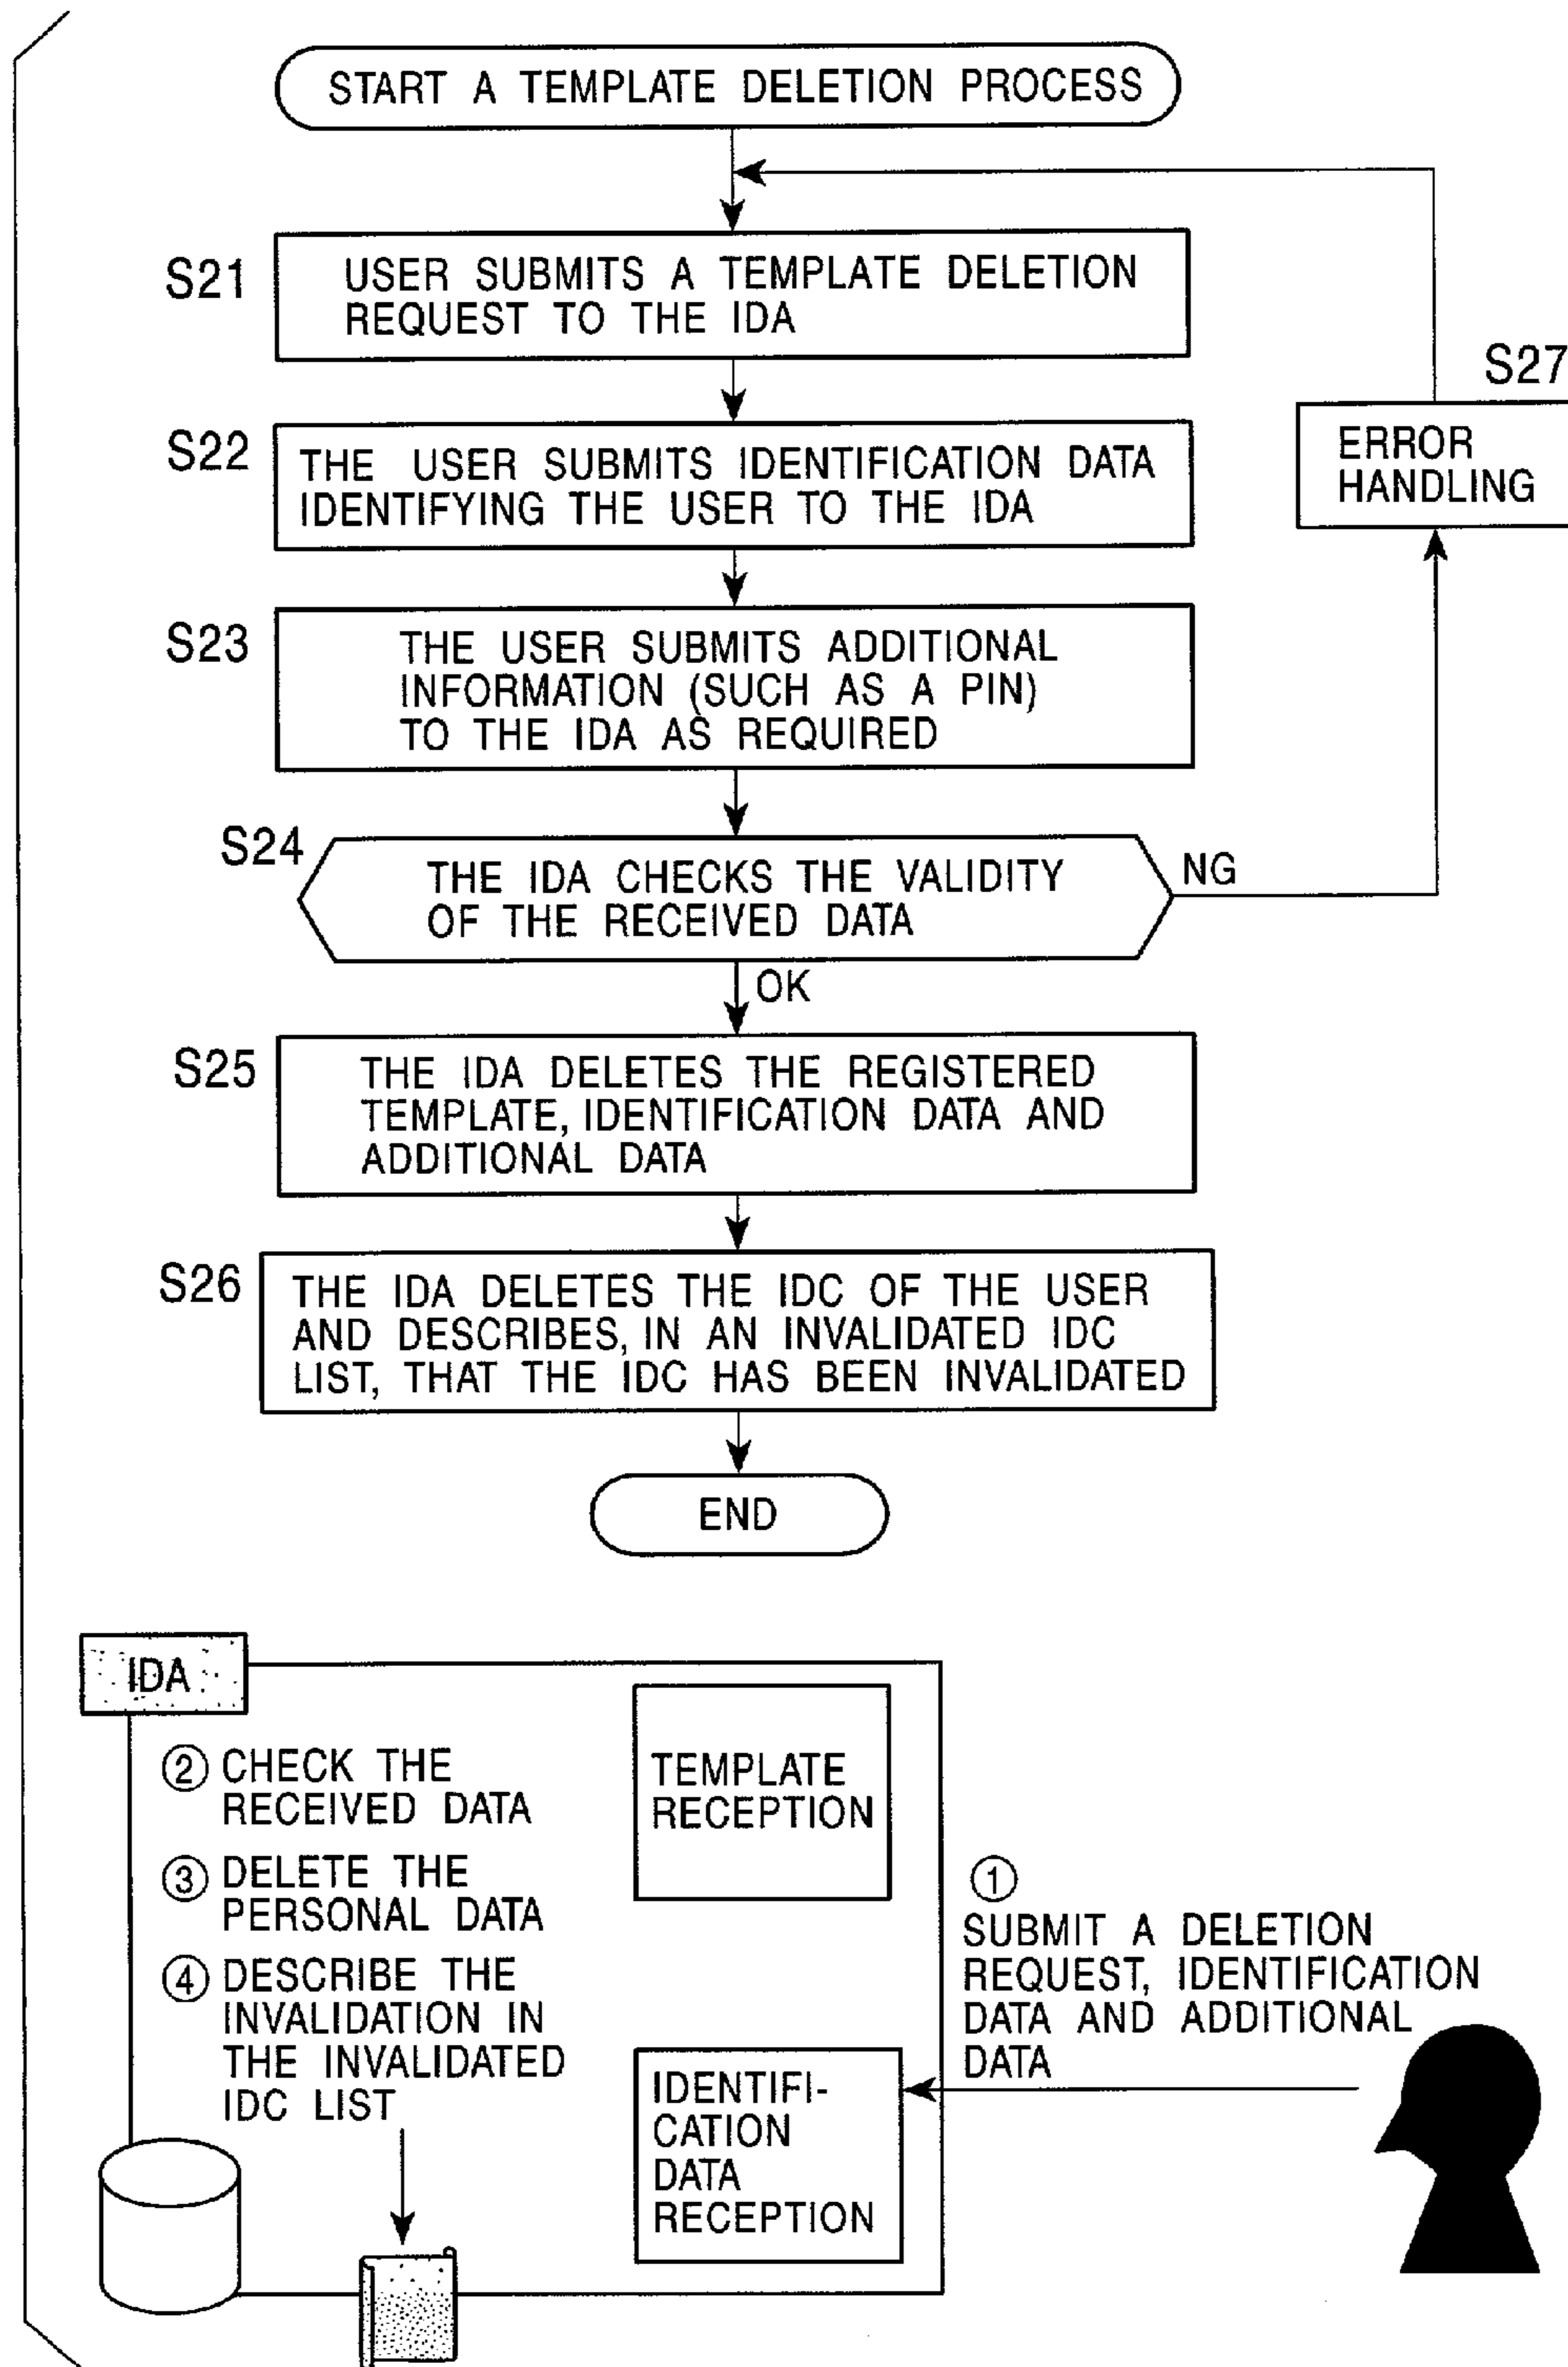 START A TEMPLATE DELETION PROCESS
S21
USER SUBMITS A TEMPLATE DELETION
REQUEST TO THE IDA
S27
ERROR
HANDLING
S22
THE USER SUBMITS IDENTIFICATION DATA
IDENTIFYING THE USER TO THE IDA
S23
THE USER SUBMITS ADDITIONAL
INFORMATION (SUCH AS A PIN)
TO THE IDA AS REQUIRED
S24
THE IDA CHECKS THE VALIDITY
OF THE RECEIVED DATA
NG
OK
S25
THE IDA DELETES THE REGISTERED
TEMPLATE, IDENTIFICATION DATA AND
ADDITIONAL DATA
S26
THE IDA DELETES THE IDC OF THE USER
AND DESCRIBES, IN AN INVALIDATED IDC
LIST, THAT THE IDC HAS BEEN INVALIDATED
END
IDA
② CHECK THE
RECEIVED DATA
③ DELETE THE
PERSONAL DATA
④ DESCRIBE THE
INVALIDATION IN
THE INVALIDATED
IDC LIST
TEMPLATE
RECEPTION
①
SUBMIT A DELETION
REQUEST, IDENTIFICATION
DATA AND ADDITIONAL
DATA
IDENTIFI-
CATION
DATA
RECEPTION